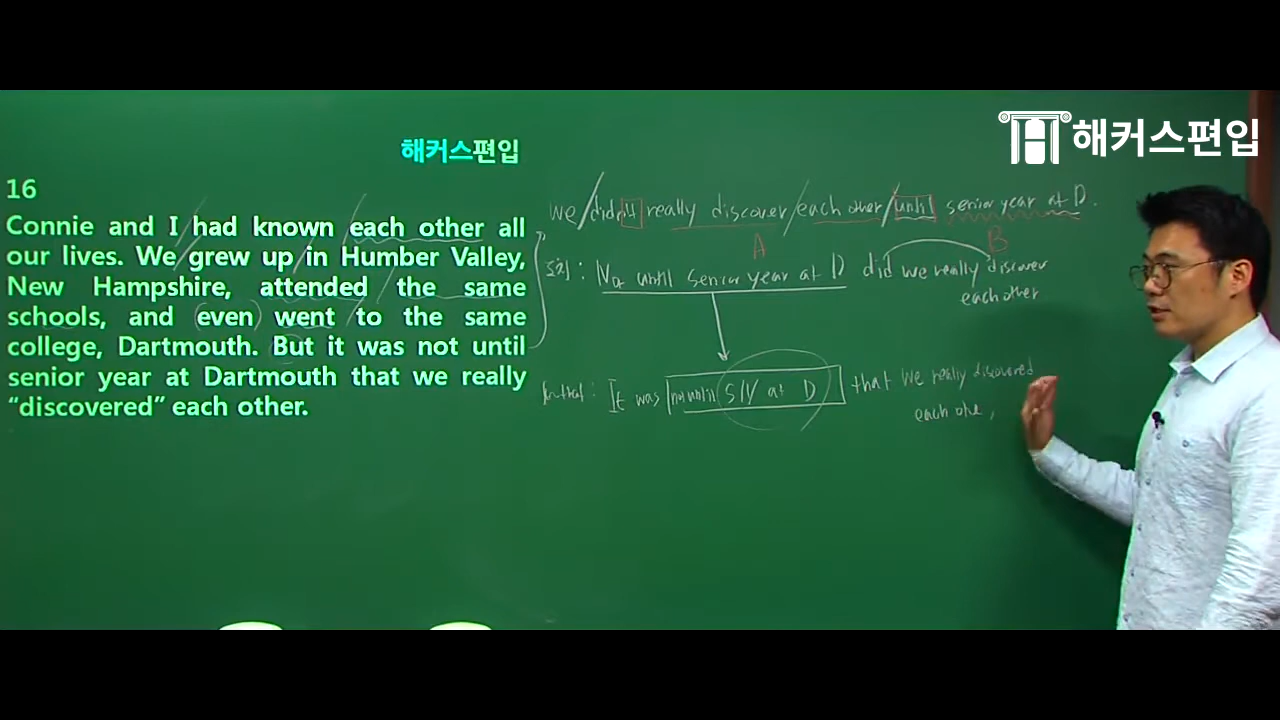 해커스편입
해커스편입
16
Connie and I had known each other all
our lives. We grew up in Humber Valley,
New Hampshire, attended the same
schools, and even went to the same
college, Dartmouth. But it was not until
senior year at Dartmouth that we really
“discovered” each other.
we didn't really discover each other until senior year at D.
A B
Not until senior year at D did we really discover
each other
It was not until S/Y at D that we really discovered
each one,